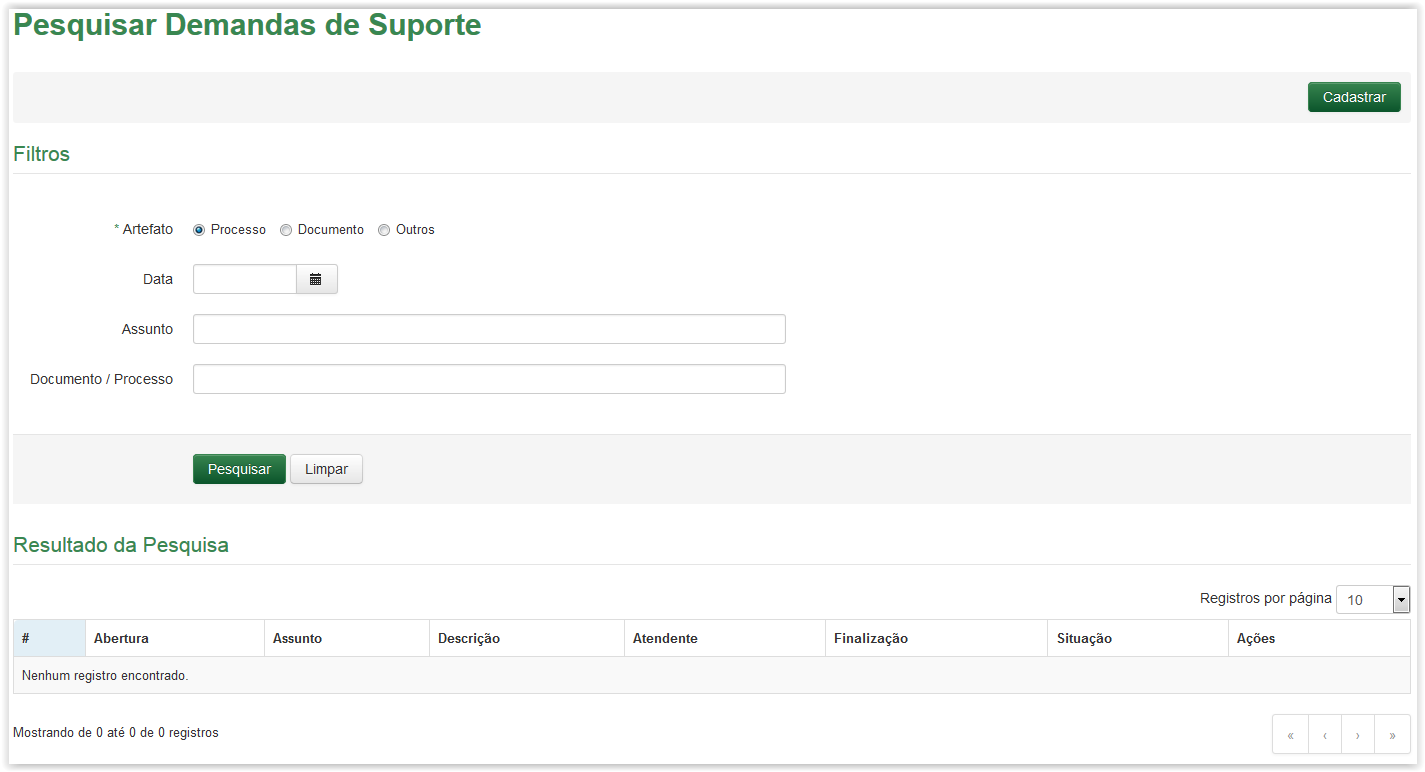 Pesquisar Demandas de Suporte
Cadastrar
Filtros
* Artefato Processo Documento Outros
Data
Assunto
Documento / Processo
Pesquisar Limpar
Resultado da Pesquisa
Registros por página 10
# Abertura Assunto Descrição Atendente Finalização Situação Ações
Nenhum registro encontrado.
Mostrando de 0 até 0 de 0 registros
« ‹ › »